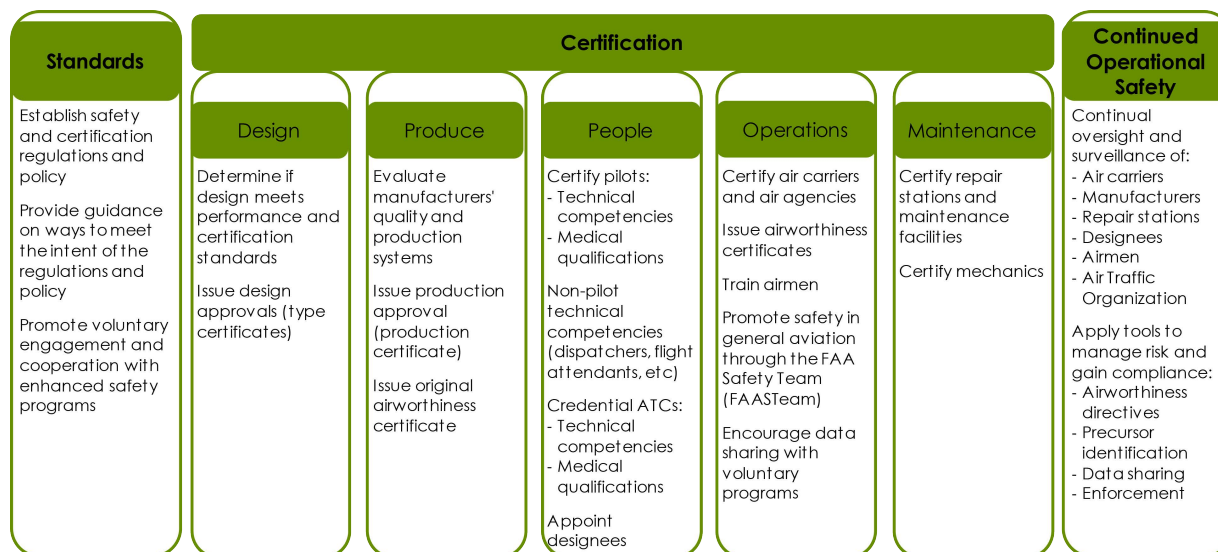 Standards
Establish safety
and certification
regulations and
policy
Provide guidance
on ways to meet
the intent of the
regulations and
policy
Promote voluntary
engagement and
cooperation with
enhanced safety
programs
Certification
Design
Determine if
design meets
performance and
certification
standards
Issue design
approvals (type
certificates)
Produce
Evaluate
manufacturers'
quality and
production
systems
Issue production
approval
(production
certificate)
Issue original
airworthiness
certificate
People
Certify pilots:
- Technical
competencies
- Medical
qualifications
Non-pilot
technical
competencies
(dispatchers, flight
attendants, etc)
Credential ATCs:
- Technical
competencies
- Medical
qualifications
Appoint
designees
Operations
Certify air carriers
and air agencies
Issue airworthiness
certificates
Train airmen
Promote safety in
general aviation
through the FAA
Safety Team
(FAASTeam)
Encourage data
sharing with
voluntary
programs
Maintenance
Certify repair
stations and
maintenance
facilities
Certify mechanics
Continued
Operational
Safety
Continual
oversight and
surveillance of:
- Air carriers
- Manufacturers
- Repair stations
- Designees
- Airmen
- Air Traffic
Organization
Apply tools to
manage risk and
gain compliance:
- Airworthiness
directives
- Precursor
identification
- Data sharing
- Enforcement